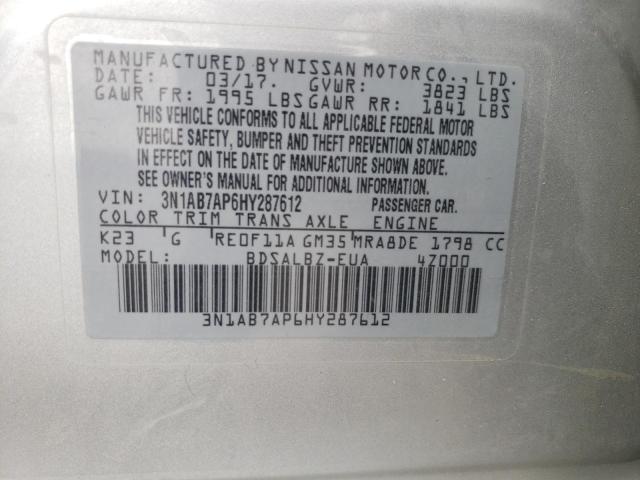 MANUFACTURED BY NISSAN MOTOR CO., LTD.
DATE: 03/17. GVWR: 3823 LBS
GAWR FR: 1995 LBS GAWR RR: 1841 LBS
THIS VEHICLE CONFORMS TO ALL APPLICABLE FEDERAL MOTOR
VEHICLE SAFETY, BUMPER AND THEFT PREVENTION STANDARDS
IN EFFECT ON THE DATE OF MANUFACTURE SHOWN ABOVE.
SEE OWNER'S MANUAL FOR ADDITIONAL INFORMATION.
VIN: 3N1AB7AP6HY287612 PASSENGER CAR.
COLOR TRIM TRANS AXLE ENGINE
K23 G RE0F11A GM35 MRA8DE 1798 CC
MODEL: BDSALBZ-EUA 4Z000
3N1AB7AP6HY287612